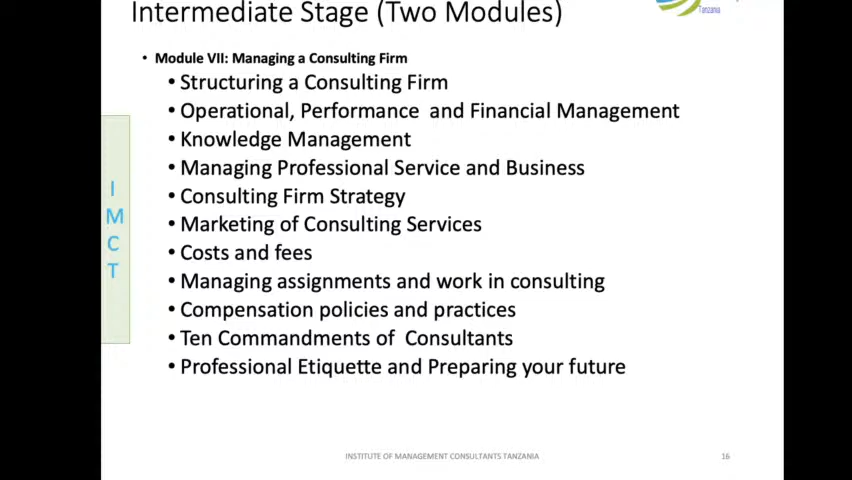 Intermediate Stage (Two Modules)
Tanzania
• Module VII: Managing a Consulting Firm
• Structuring a Consulting Firm
• Operational, Performance and Financial Management
• Knowledge Management
• Managing Professional Service and Business
• Consulting Firm Strategy
• Marketing of Consulting Services
• Costs and fees
• Managing assignments and work in consulting
• Compensation policies and practices
• Ten Commandments of Consultants
• Professional Etiquette and Preparing your future
I
M
C
T
INSTITUTE OF MANAGEMENT CONSULTANTS TANZANIA
16